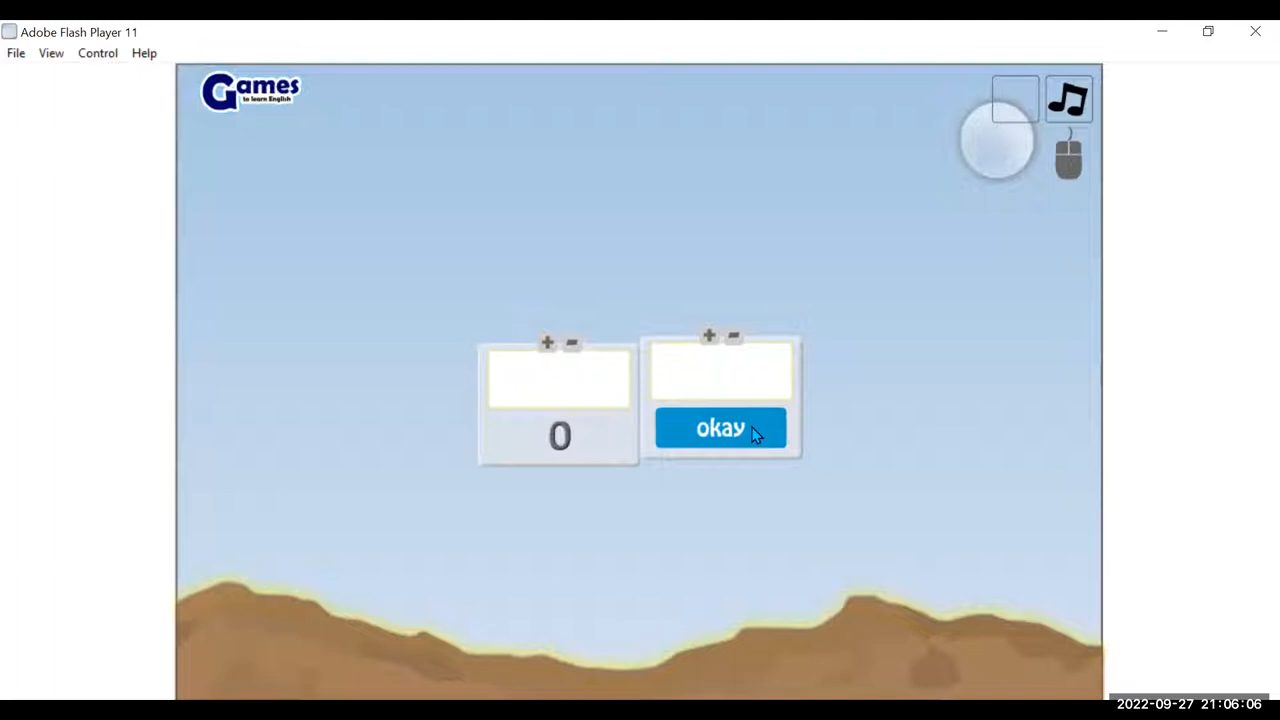 Adobe Flash Player 11
File View Control Help
Games
to learn English
0
okay
2022-09-27 21:06:06